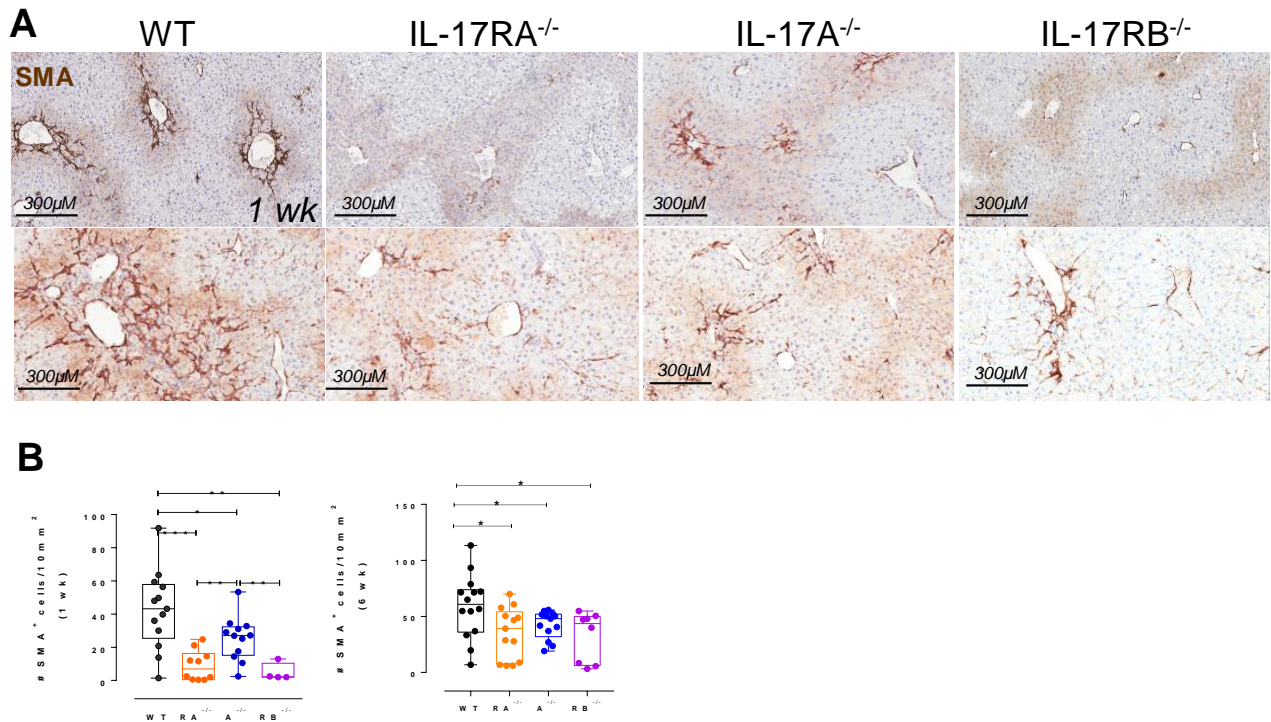 A
WT IL-17RA-/- IL-17A-/- IL-17RB-/-
SMA
300µM 1 wk 300µM 300µM 300µM
300µM 300µM 300µM 300µM
B
# SMA+ cells/10mm2
(1 wk)
100
80
60
40
20
0
** 
*
***
** **
WT RA-/- A-/- RB-/-
# SMA+ cells/10mm2
(6 wk)
150
100
50
0
*
*
*
WT RA-/- A-/- RB-/-